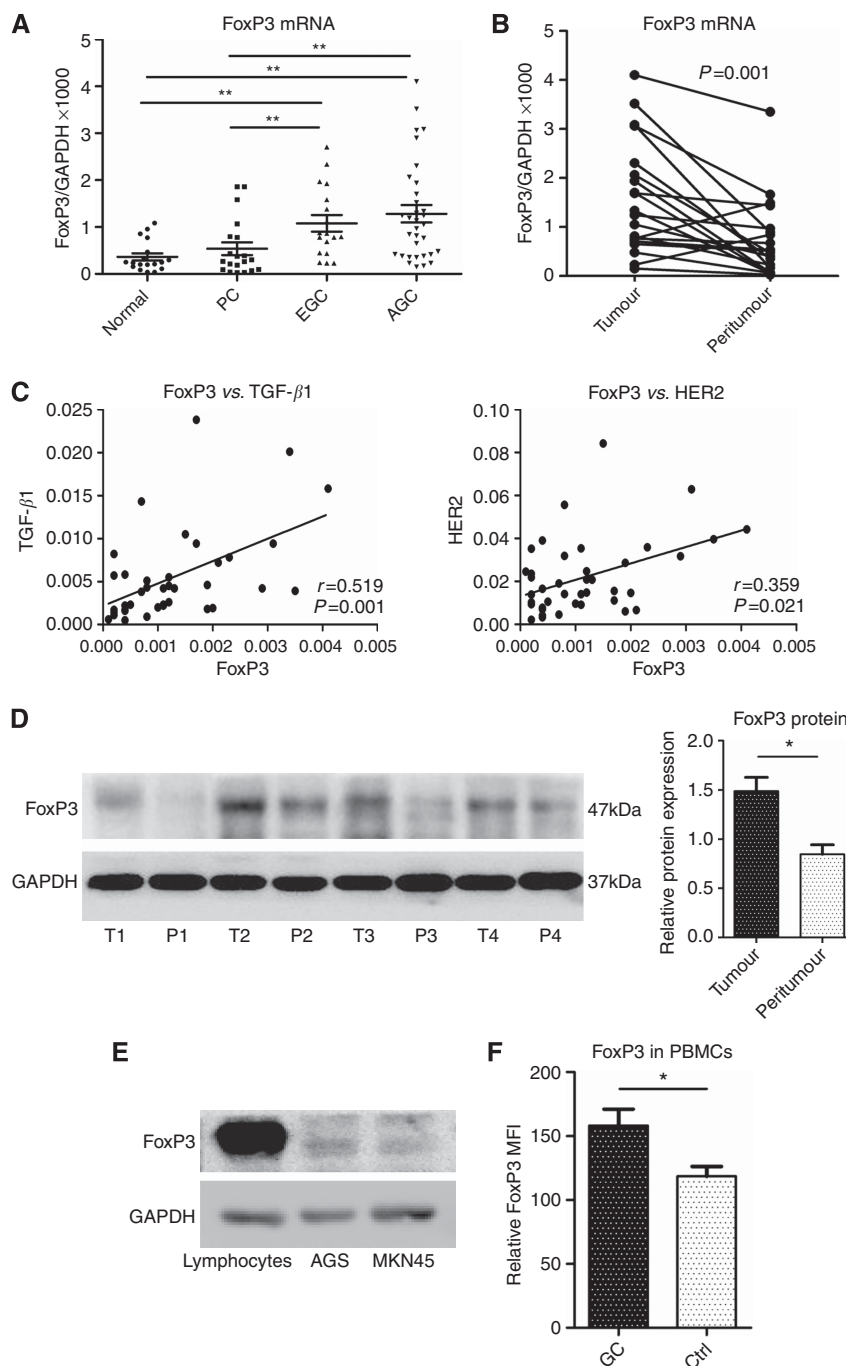 A
FoxP3 mRNA
FoxP3/GAPDH ×1000
5
4
3
2
1
0
**
**
**
**
Normal
PC
EGC
AGC
B
FoxP3 mRNA
FoxP3/GAPDH ×1000
5
4
3
2
1
0
P=0.001
Tumour
Peritumour
C
FoxP3 vs. TGF-β1
TGF-β1
0.025
0.020
0.015
0.010
0.005
0.000
r=0.519
P=0.001
0.000 0.001 0.002 0.003 0.004 0.005
FoxP3
FoxP3 vs. HER2
HER2
0.10
0.08
0.06
0.04
0.02
0.00
r=0.359
P=0.021
0.000 0.001 0.002 0.003 0.004 0.005
FoxP3
D
FoxP3
47kDa
GAPDH
37kDa
T1 P1 T2 P2 T3 P3 T4 P4
FoxP3 protein
Relative protein expression
2.0
1.5
1.0
0.5
0.0
*
Tumour
Peritumour
E
FoxP3
GAPDH
Lymphocytes AGS MKN45
F
FoxP3 in PBMCs
Relative FoxP3 MFI
200
150
100
50
0
*
GC
Ctrl